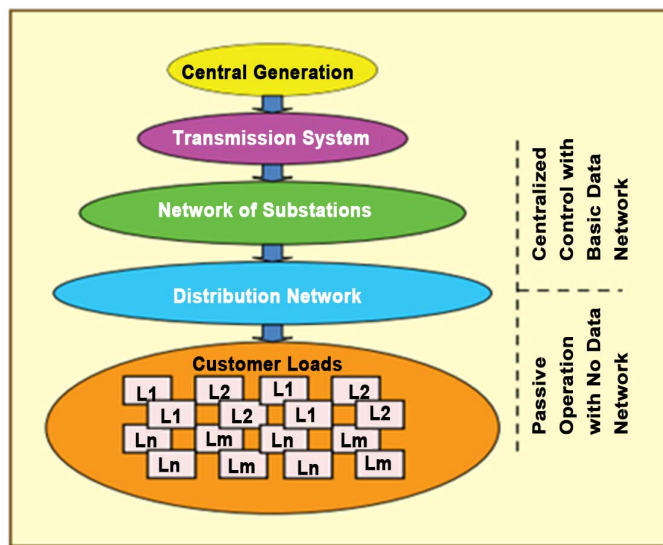 Central Generation
Transmission System
Network of Substations
Distribution Network
Customer Loads
L1 L2 L1 L2
L1 L2 L1 L2
Ln Lm Ln Lm
Ln Lm Ln Lm
Centralized
Control with
Basic Data
Network
Passive
Operation
with No Data
Network